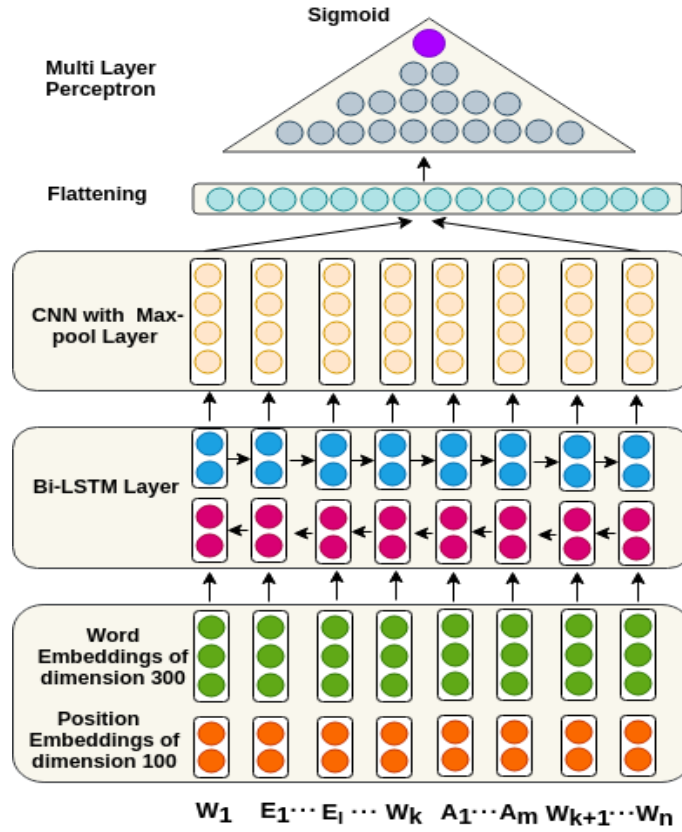 Sigmoid
Multi Layer
Perceptron
Flattening
CNN with Max-
pool Layer
Bi-LSTM Layer
Word
Embeddings of
dimension 300
Position
Embeddings of
dimension 100
W1 E1··· El ··· Wk A1···Am Wk+1···Wn